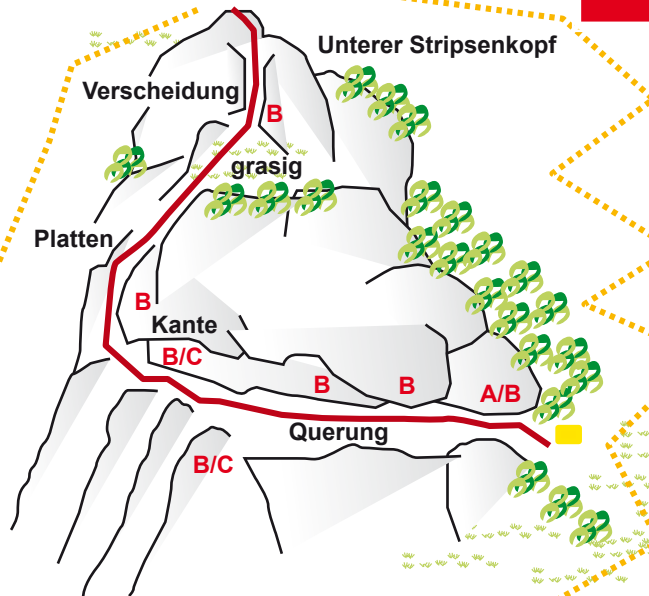 Unterer Stripsenkopf
Verscheidung
B
grasig
Platten
B
Kante
B/C
B
B
A/B
Querung
B/C